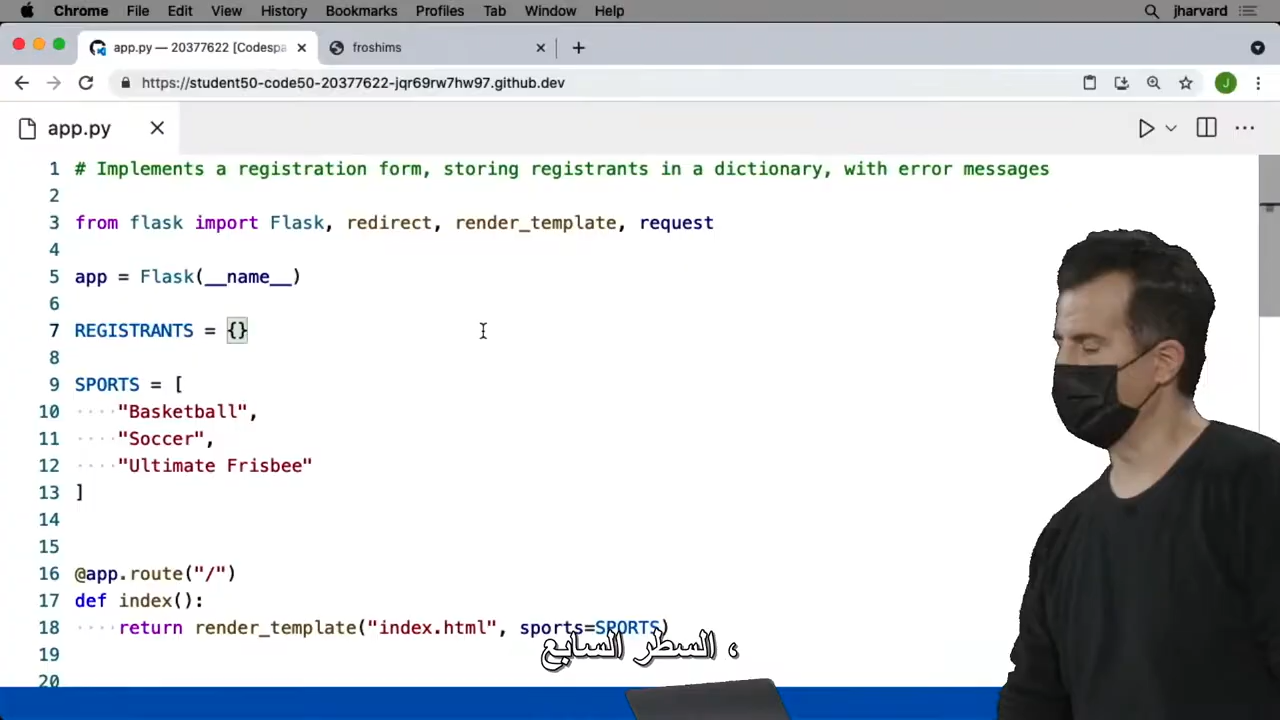 Chrome File Edit View History Bookmarks Profiles Tab Window Help jharvard
app.py — 20377622 [Codespa froshims
https://student50-code50-20377622-jqr69rw7hw97.github.dev J
app.py
1 # Implements a registration form, storing registrants in a dictionary, with error messages
2
3 from flask import Flask, redirect, render_template, request
4
5 app = Flask(__name__)
6
7 REGISTRANTS = {}
8
9 SPORTS = [
10 ····"Basketball",
11 ····"Soccer",
12 ····"Ultimate Frisbee"
13 ]
14
15
16 @app.route("/")
17 def index():
18 ····return render_template("index.html", sports=SPORTS)
، السطر السابع
19
20